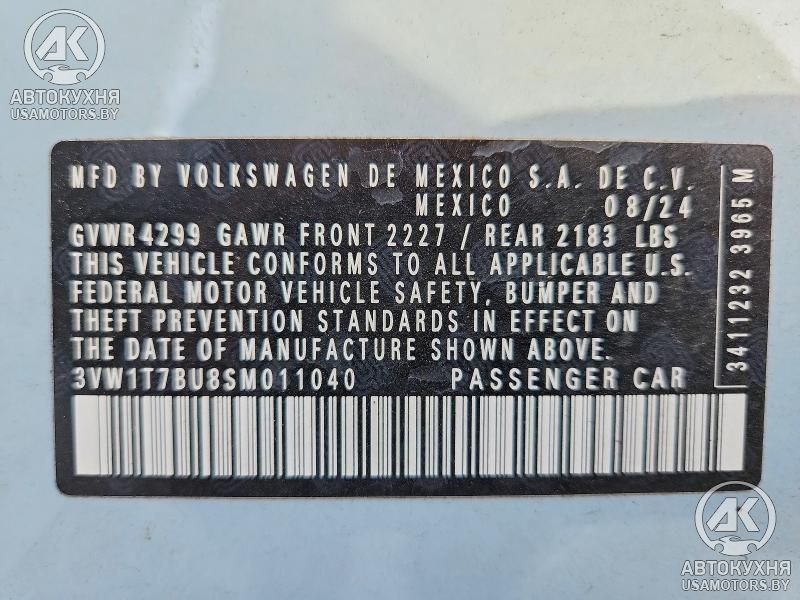 AK
АВТОКУХНЯ
USAMOTORS.BY
MFD BY VOLKSWAGEN DE MEXICO S.A. DE C.V.
MEXICO 08/24
GVWR 4299 GAWR FRONT 2227 / REAR 2183 LBS
THIS VEHICLE CONFORMS TO ALL APPLICABLE U.S.
FEDERAL MOTOR VEHICLE SAFETY, BUMPER AND
THEFT PREVENTION STANDARDS IN EFFECT ON
THE DATE OF MANUFACTURE SHOWN ABOVE.
3VW1T7BU8SM011040 PASSENGER CAR
3411232 3965 M
AK
АВТОКУХНЯ
USAMOTORS.BY